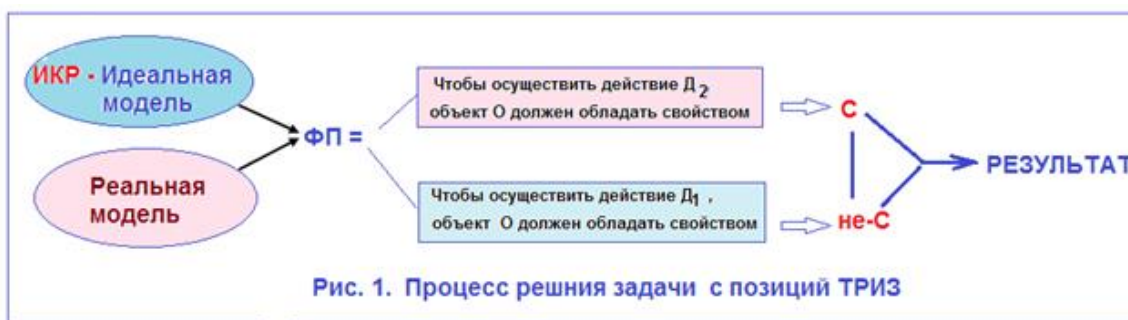 ИКР - Идеальная
модель
Реальная
модель
ФП =
Чтобы осуществить действие Д2
объект О должен обладать свойством
Чтобы осуществить действие Д1 ,
объект О должен обладать свойством
С
не-С
РЕЗУЛЬТАТ
Рис. 1. Процесс решния задачи с позиций ТРИЗ